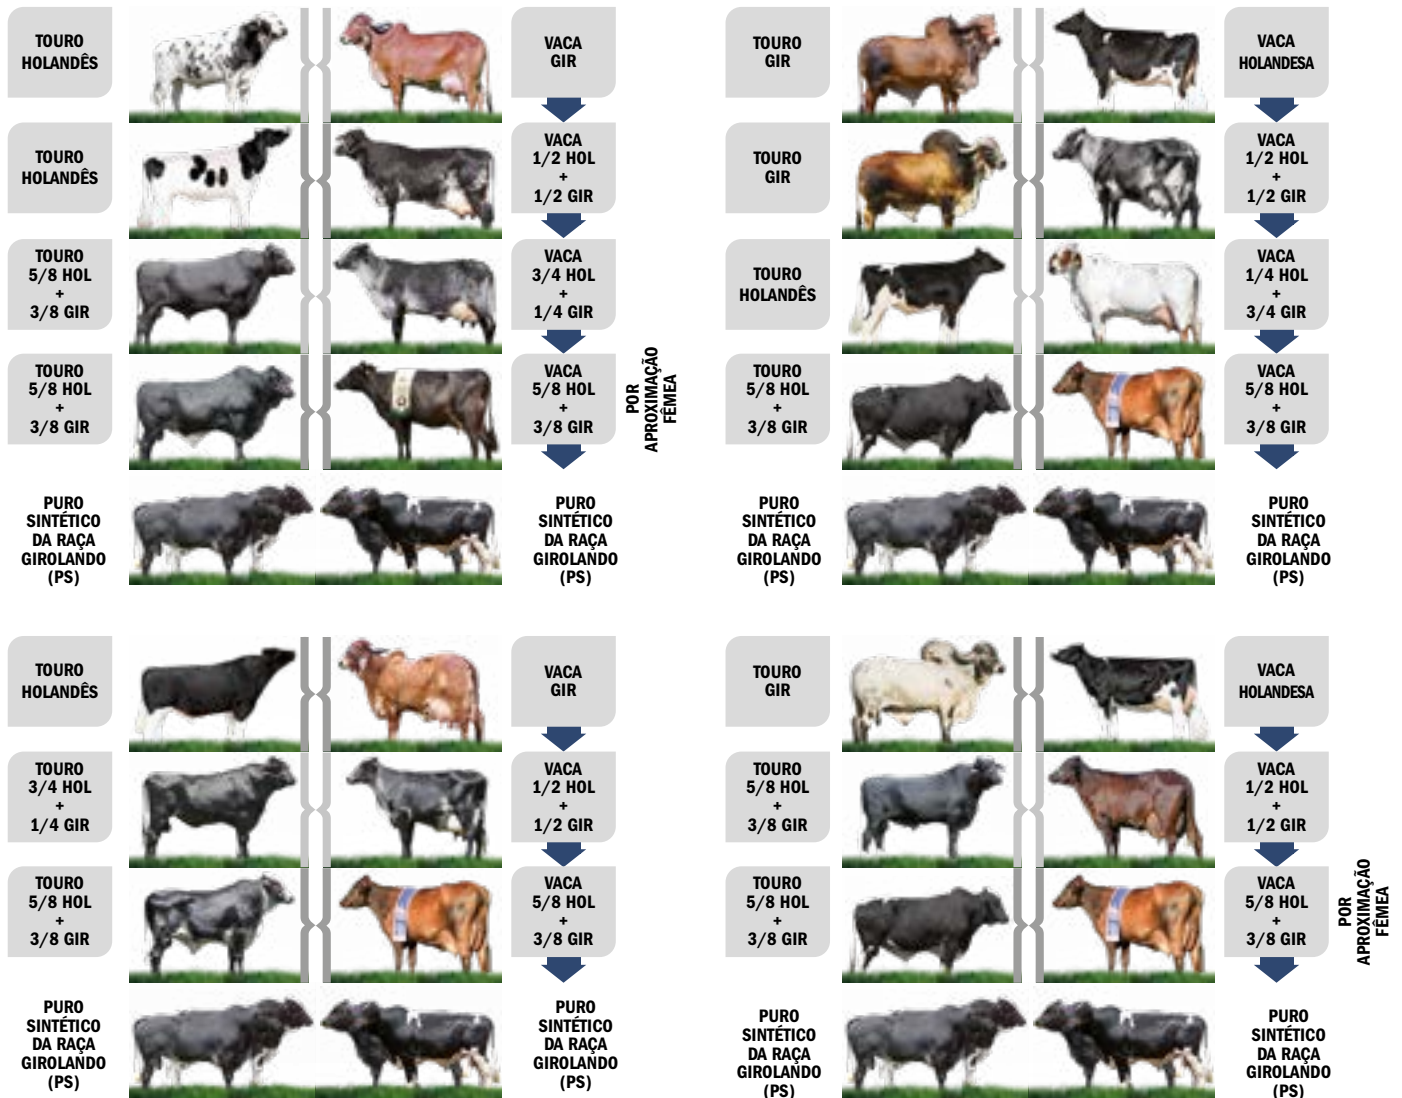 TOURO
HOLANDÊS
VACA
GIR
TOURO
HOLANDÊS
VACA
1/2 HOL
+
1/2 GIR
TOURO
5/8 HOL
+
3/8 GIR
VACA
3/4 HOL
+
1/4 GIR
TOURO
5/8 HOL
+
3/8 GIR
VACA
5/8 HOL
+
3/8 GIR
POR
APROXIMAÇÃO
FÊMEA
PURO
SINTÉTICO
DA RAÇA
GIROLANDO
(PS)
PURO
SINTÉTICO
DA RAÇA
GIROLANDO
(PS)
TOURO
GIR
VACA
HOLANDESA
TOURO
GIR
VACA
1/2 HOL
+
1/2 GIR
TOURO
HOLANDÊS
VACA
1/4 HOL
+
3/4 GIR
TOURO
5/8 HOL
+
3/8 GIR
VACA
5/8 HOL
+
3/8 GIR
PURO
SINTÉTICO
DA RAÇA
GIROLANDO
(PS)
PURO
SINTÉTICO
DA RAÇA
GIROLANDO
(PS)
TOURO
HOLANDÊS
VACA
GIR
TOURO
3/4 HOL
+
1/4 GIR
VACA
1/2 HOL
+
1/2 GIR
TOURO
5/8 HOL
+
3/8 GIR
VACA
5/8 HOL
+
3/8 GIR
PURO
SINTÉTICO
DA RAÇA
GIROLANDO
(PS)
PURO
SINTÉTICO
DA RAÇA
GIROLANDO
(PS)
TOURO
GIR
VACA
HOLANDESA
TOURO
5/8 HOL
+
3/8 GIR
VACA
1/2 HOL
+
1/2 GIR
TOURO
5/8 HOL
+
3/8 GIR
VACA
5/8 HOL
+
3/8 GIR
POR
APROXIMAÇÃO
FÊMEA
PURO
SINTÉTICO
DA RAÇA
GIROLANDO
(PS)
PURO
SINTÉTICO
DA RAÇA
GIROLANDO
(PS)